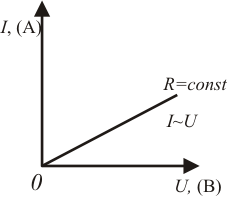 I, (A)
R=const
I~U
0
U, (B)